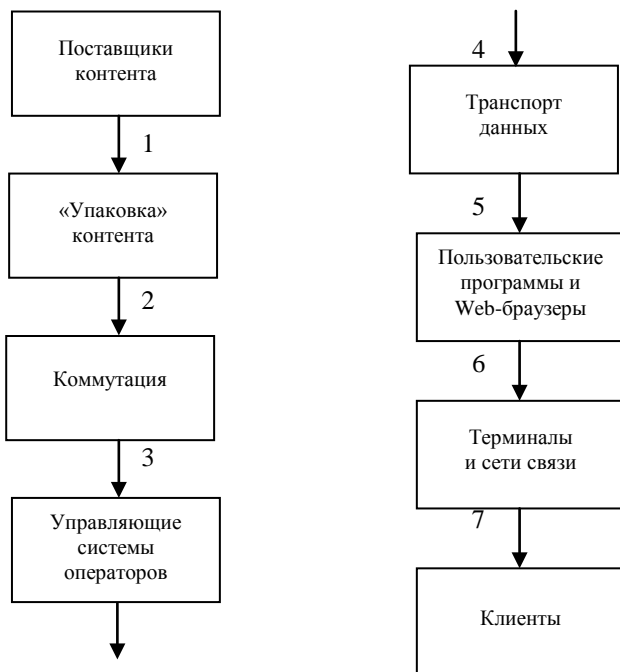 Поставщики
контента
1
«Упаковка»
контента
2
Коммутация
3
Управляющие
системы
операторов
4
Транспорт
данных
5
Пользовательские
программы и
Web-браузеры
6
Терминалы
и сети связи
7
Клиенты